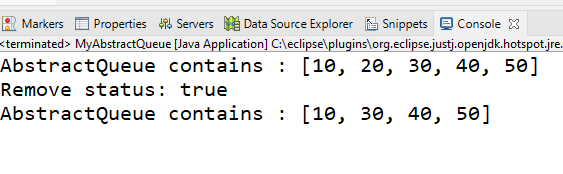 Markers Properties Servers Data Source Explorer Snippets Console
<terminated> MyAbstractQueue [Java Application] C:\eclipse\plugins\org.eclipse.justj.openjdk.hotspot.jre.
AbstractQueue contains : [10, 20, 30, 40, 50]
Remove status: true
AbstractQueue contains : [10, 30, 40, 50]